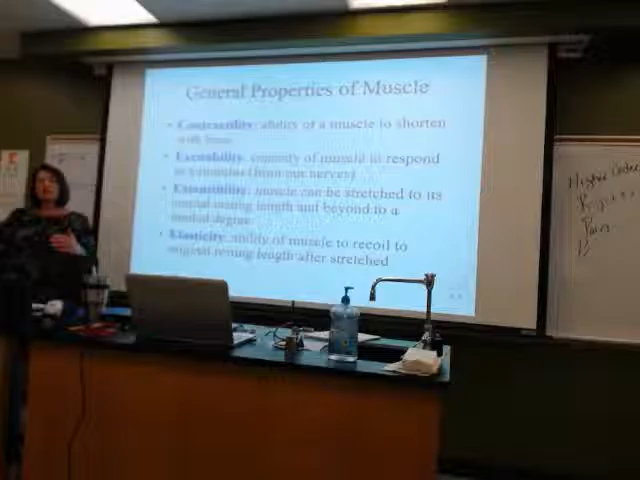 General Properties of Muscle
• Contractility: ability of a muscle to shorten
with force
• Excitability: capacity of muscle to respond
to a stimulus (from our nerves)
• Extensibility: muscle can be stretched to its
normal resting length and beyond to a
limited degree
• Elasticity: ability of muscle to recoil to
original resting length after stretched
Pain